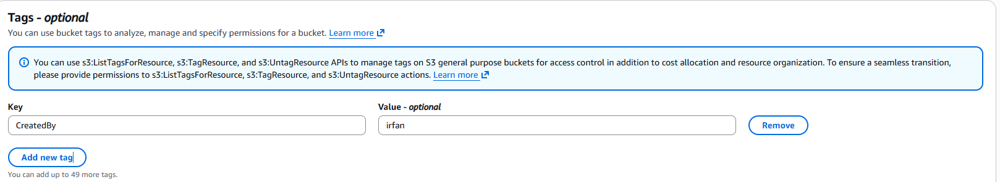 Tags - optional
You can use bucket tags to analyze, manage and specify permissions for a bucket. Learn more
You can use s3:ListTagsForResource, s3:TagResource, and s3:UntagResource APIs to manage tags on S3 general purpose buckets for access control in addition to cost allocation and resource organization. To ensure a seamless transition,
please provide permissions to s3:ListTagsForResource, s3:TagResource, and s3:UntagResource actions. Learn more
Key
Value - optional
CreatedBy
irfan
Remove
Add new tag
You can add up to 49 more tags.